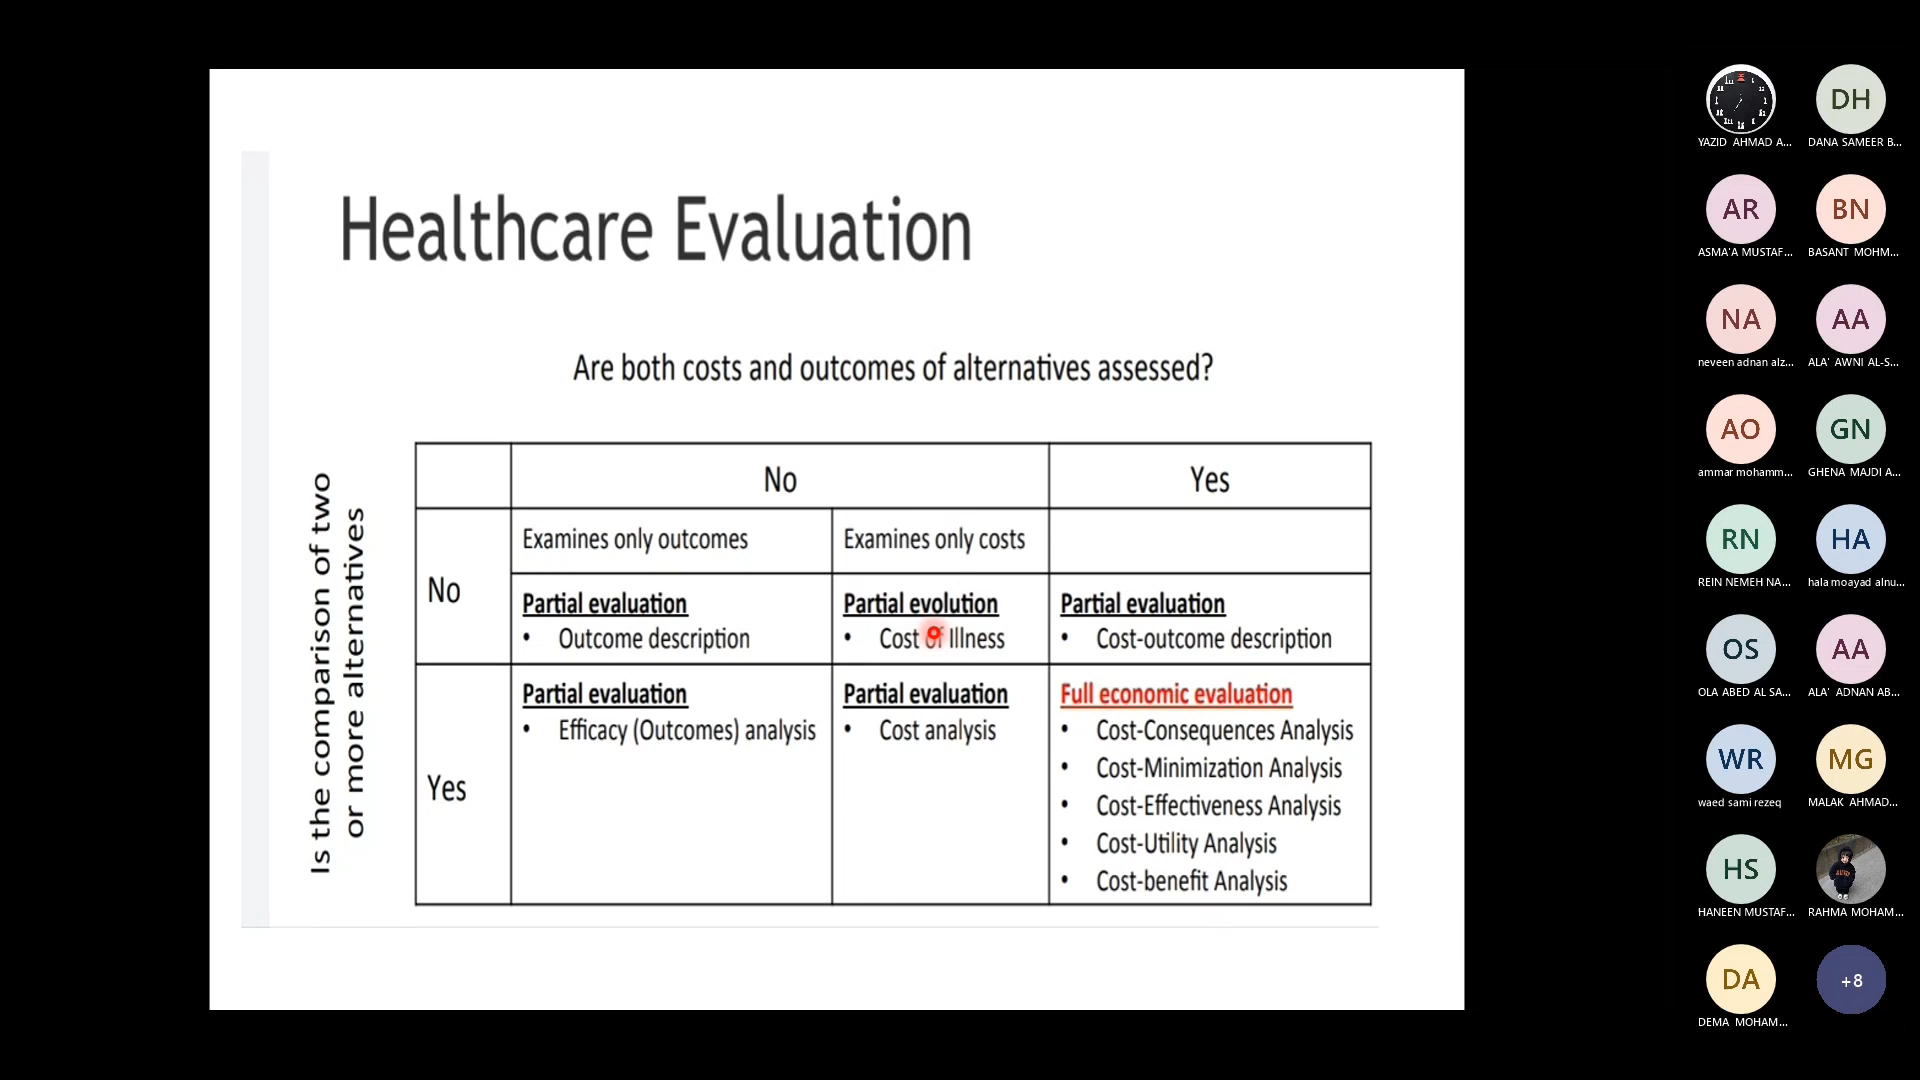 Healthcare Evaluation
Are both costs and outcomes of alternatives assessed?
Is the comparison of two
or more alternatives
No
Yes
No
Examines only outcomes
Examines only costs
Partial evaluation
• Outcome description
Partial evolution
• Cost of Illness
Partial evaluation
• Cost-outcome description
Yes
Partial evaluation
• Efficacy (Outcomes) analysis
Partial evaluation
• Cost analysis
Full economic evaluation
• Cost-Consequences Analysis
• Cost-Minimization Analysis
• Cost-Effectiveness Analysis
• Cost-Utility Analysis
• Cost-benefit Analysis
YAZID AHMAD A...
DH
DANA SAMEER B...
AR
ASMA'A MUSTAF...
BN
BASANT MOHM...
NA
neveen adnan alz...
AA
ALA' AWNI AL-S...
AO
ammar mohamm...
GN
GHENA MAJDI A...
RN
REIN NEMEH NA...
HA
hala moayad alnu...
OS
OLA ABED AL SA...
AA
ALA' ADNAN AB...
WR
waed sami rezeq
MG
MALAK AHMAD...
HS
HANEEN MUSTAF...
RAHMA MOHAM...
DA
DEMA MOHAM...
+8